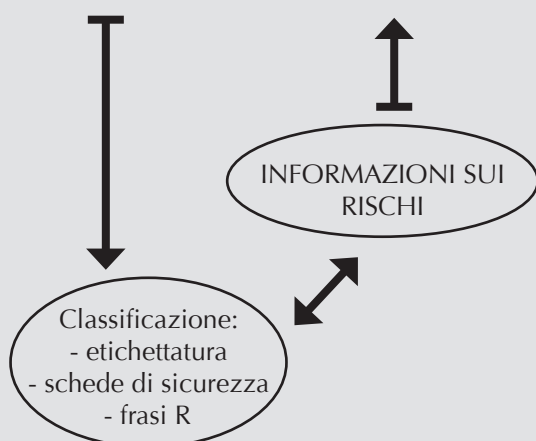 INFORMAZIONI SUI
RISCHI
Classificazione:
- etichettatura
- schede di sicurezza
- frasi R